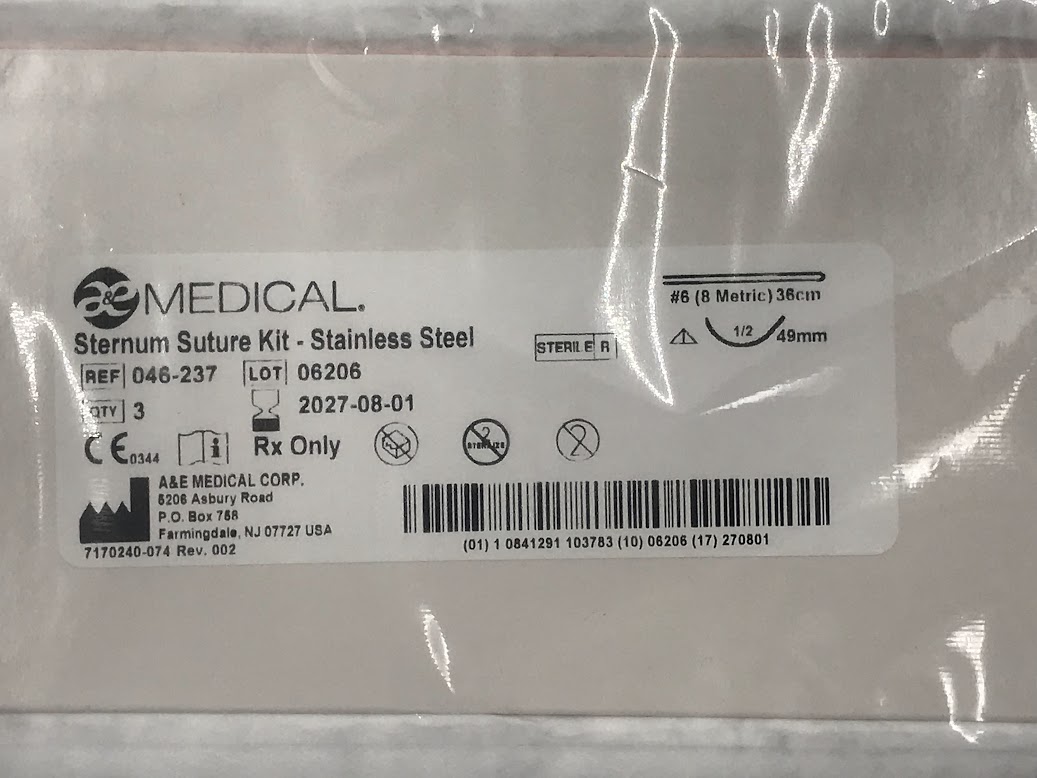 a&e MEDICAL.
Sternum Suture Kit - Stainless Steel
REF 046-237 LOT 06206
QTY 3 2027-08-01
CE 0344 i Rx Only STERILIZE 2
STERILE R
#6 (8 Metric) 36cm
1/2 49mm
A&E MEDICAL CORP.
5206 Asbury Road
P.O. Box 758
Farmingdale, NJ 07727 USA
7170240-074 Rev. 002
(01) 1 0841291 103783 (10) 06206 (17) 270801